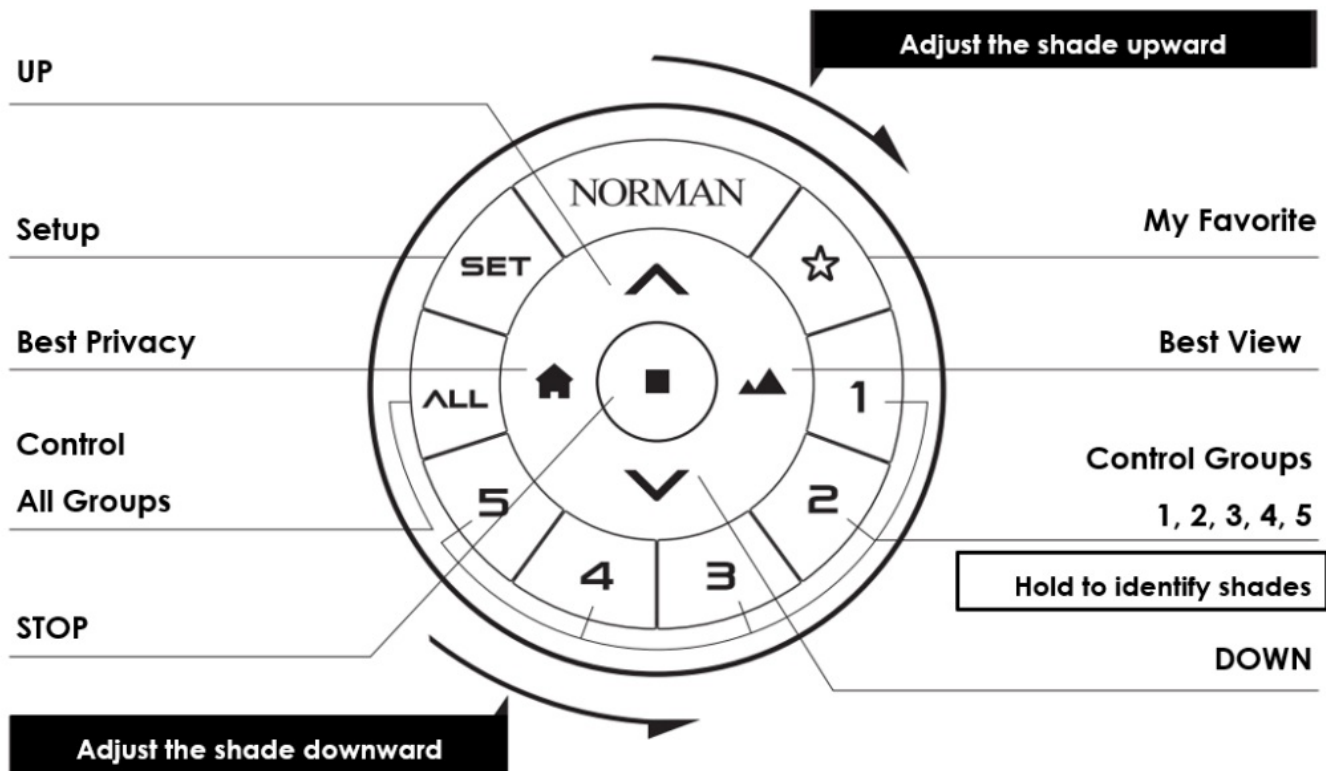 Adjust the shade upward
UP
NORMAN
Setup
My Favorite
SET
Best Privacy
Best View
ALL
1
Control
All Groups
Control Groups
1, 2, 3, 4, 5
5
2
4
3
Hold to identify shades
STOP
DOWN
Adjust the shade downward